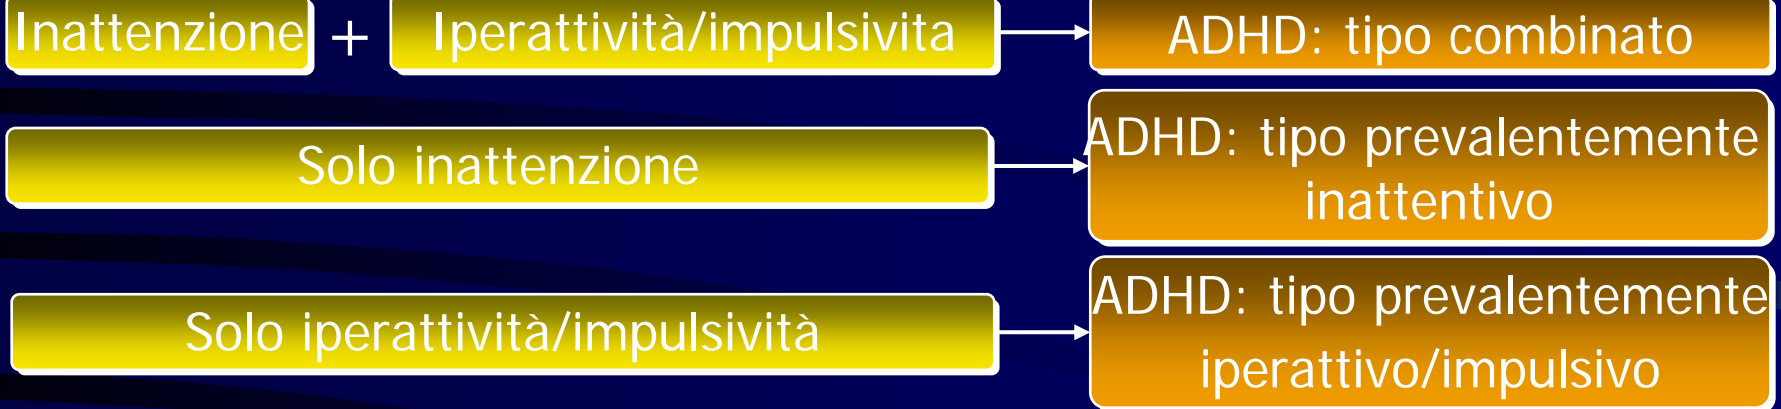 Inattenzione + Iperattività/impulsivita ADHD: tipo combinato
Solo inattenzione
ADHD: tipo prevalentemente
inattentivo
Solo iperattività/impulsività
ADHD: tipo prevalentemente
iperattivo/impulsivo